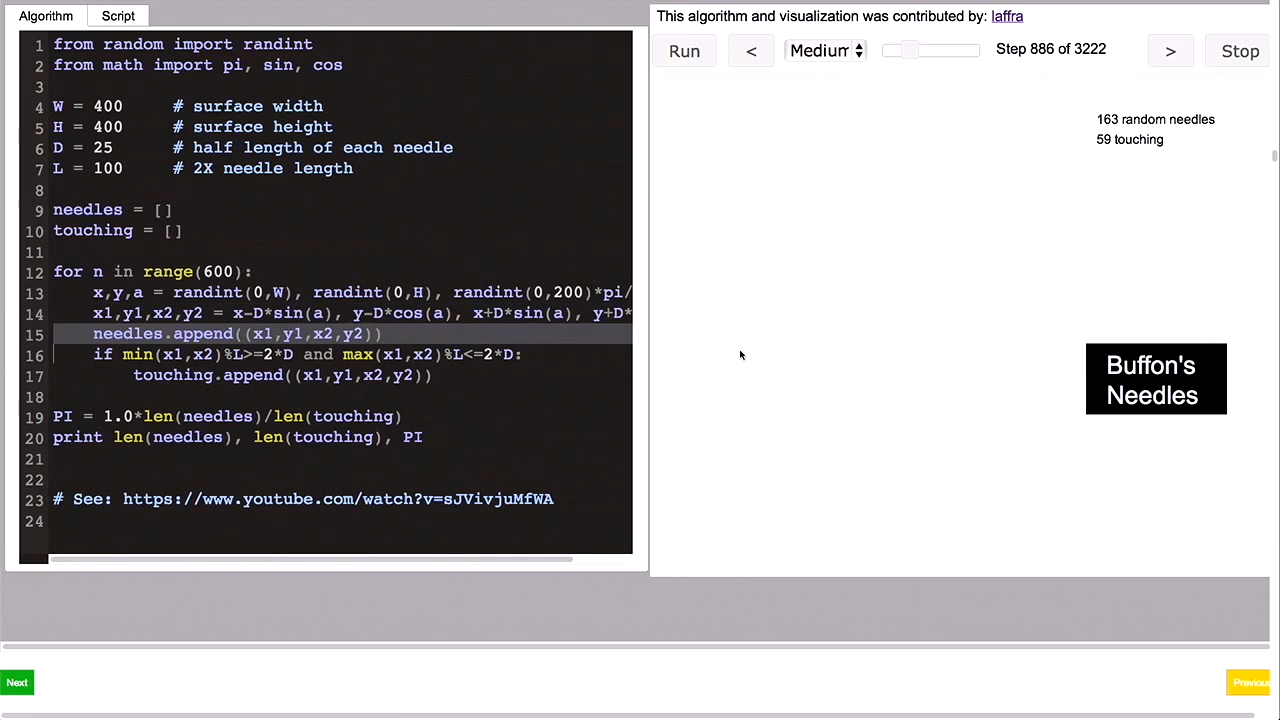 Algorithm
Script
This algorithm and visualization was contributed by: laffra
Run
<
Medium
Step 886 of 3222
>
Stop
163 random needles
59 touching
1 from random import randint
2 from math import pi, sin, cos
3
4 W = 400 # surface width
5 H = 400 # surface height
6 D = 25 # half length of each needle
7 L = 100 # 2X needle length
8
9 needles = []
10 touching = []
11
12 for n in range(600):
13 x,y,a = randint(0,W), randint(0,H), randint(0,200)*pi/
14 x1,y1,x2,y2 = x-D*sin(a), y-D*cos(a), x+D*sin(a), y+D*
15 needles.append((x1,y1,x2,y2))
16 if min(x1,x2)%L>=2*D and max(x1,x2)%L<=2*D:
17 touching.append((x1,y1,x2,y2))
18
19 PI = 1.0*len(needles)/len(touching)
20 print len(needles), len(touching), PI
21
22
23 # See: https://www.youtube.com/watch?v=sJVivjuMfWA
24
Buffon's
Needles
Next
Previous